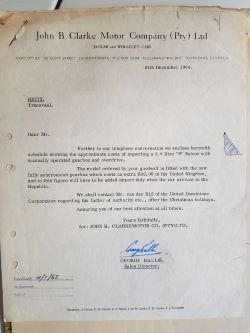 John B. Clarke Motor Company (Pty) Ltd
JAGUAR and WOLSELEY CARS
24th December 1964.
BRITS,
Transvaal.
Dear Mr.
Further to our telephone conversation we enclose herewith
schedule showing the approximate costs of importing a 3.8 litre "S" Saloon with
manually operated gearbox and overdrive.
The model ordered by your goodself is fitted with the new
fully synchromesh gearbox which costs an extra R20.00 in the United Kingdom,
and to this figure will have to be added import duty when the car arrives in the
Republic.
We shall contact Mr. van der Bijl of the United Dominions
Corporation regarding the Letter of Authority etc., after the Christmas holidays.
Assuring you of our best attention at all times.
Yours faithfully,
for: JOHN B. CLARKE MOTOR CO. (PTY) LTD.
GEORGE RALLIS,
Sales Director.
Received